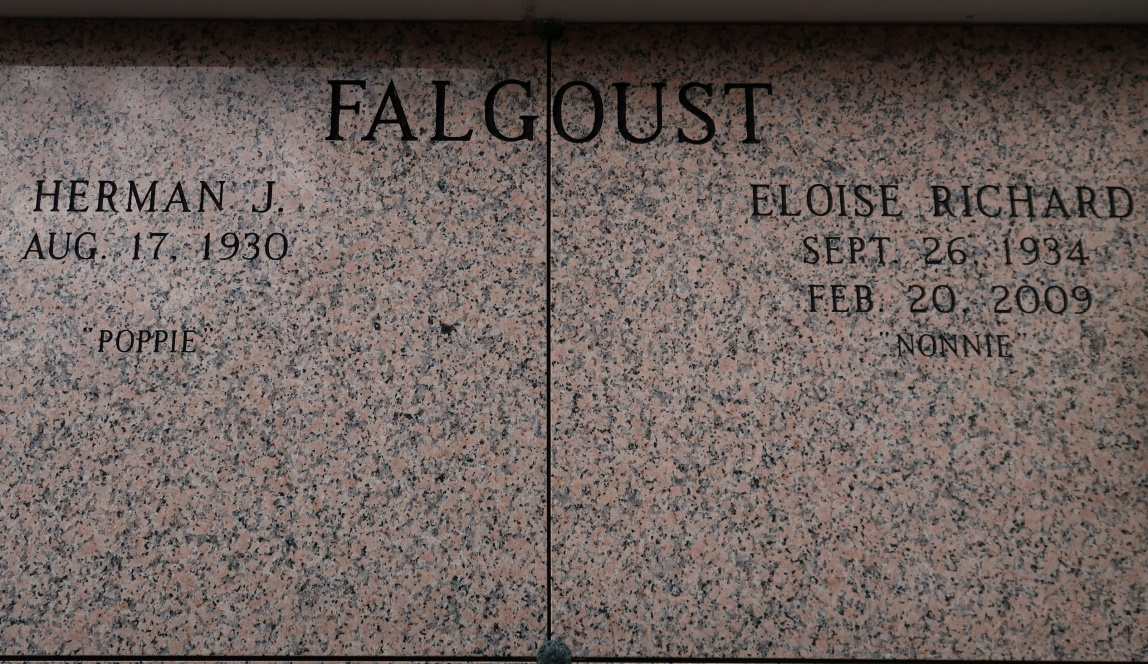 FALGOUST
HERMAN J.
AUG. 17, 1930
"POPPIE"
ELOISE RICHARD
SEPT. 26, 1934
FEB. 20, 2009
"NONNIE"